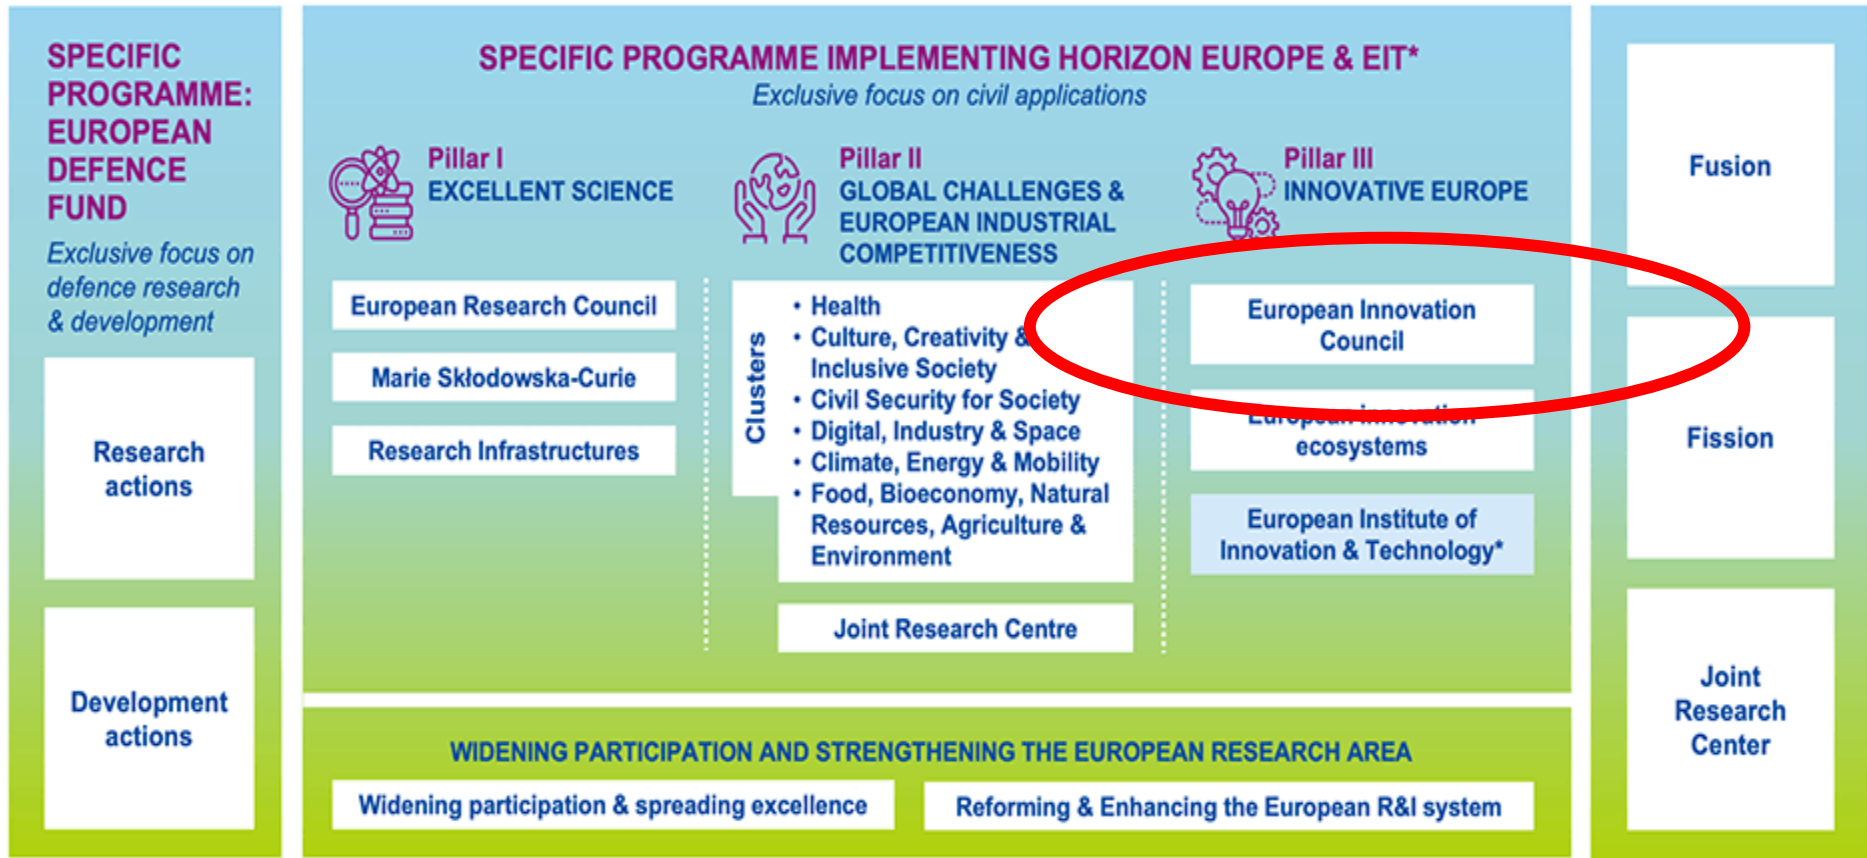 SPECIFIC
PROGRAMME:
EUROPEAN
DEFENCE
FUND
Exclusive focus on
defence research
& development
Research
actions
Development
actions
SPECIFIC PROGRAMME IMPLEMENTING HORIZON EUROPE & EIT*
Exclusive focus on civil applications
Pillar I
EXCELLENT SCIENCE
European Research Council
Marie Skłodowska-Curie
Research Infrastructures
Pillar II
GLOBAL CHALLENGES &
EUROPEAN INDUSTRIAL
COMPETITIVENESS
Clusters
• Health
• Culture, Creativity &
Inclusive Society
• Civil Security for Society
• Digital, Industry & Space
• Climate, Energy & Mobility
• Food, Bioeconomy, Natural
Resources, Agriculture &
Environment
Joint Research Centre
Pillar III
INNOVATIVE EUROPE
European Innovation
Council
European innovation
ecosystems
European Institute of
Innovation & Technology*
WIDENING PARTICIPATION AND STRENGTHENING THE EUROPEAN RESEARCH AREA
Widening participation & spreading excellence
Reforming & Enhancing the European R&I system
Fusion
Fission
Joint
Research
Center